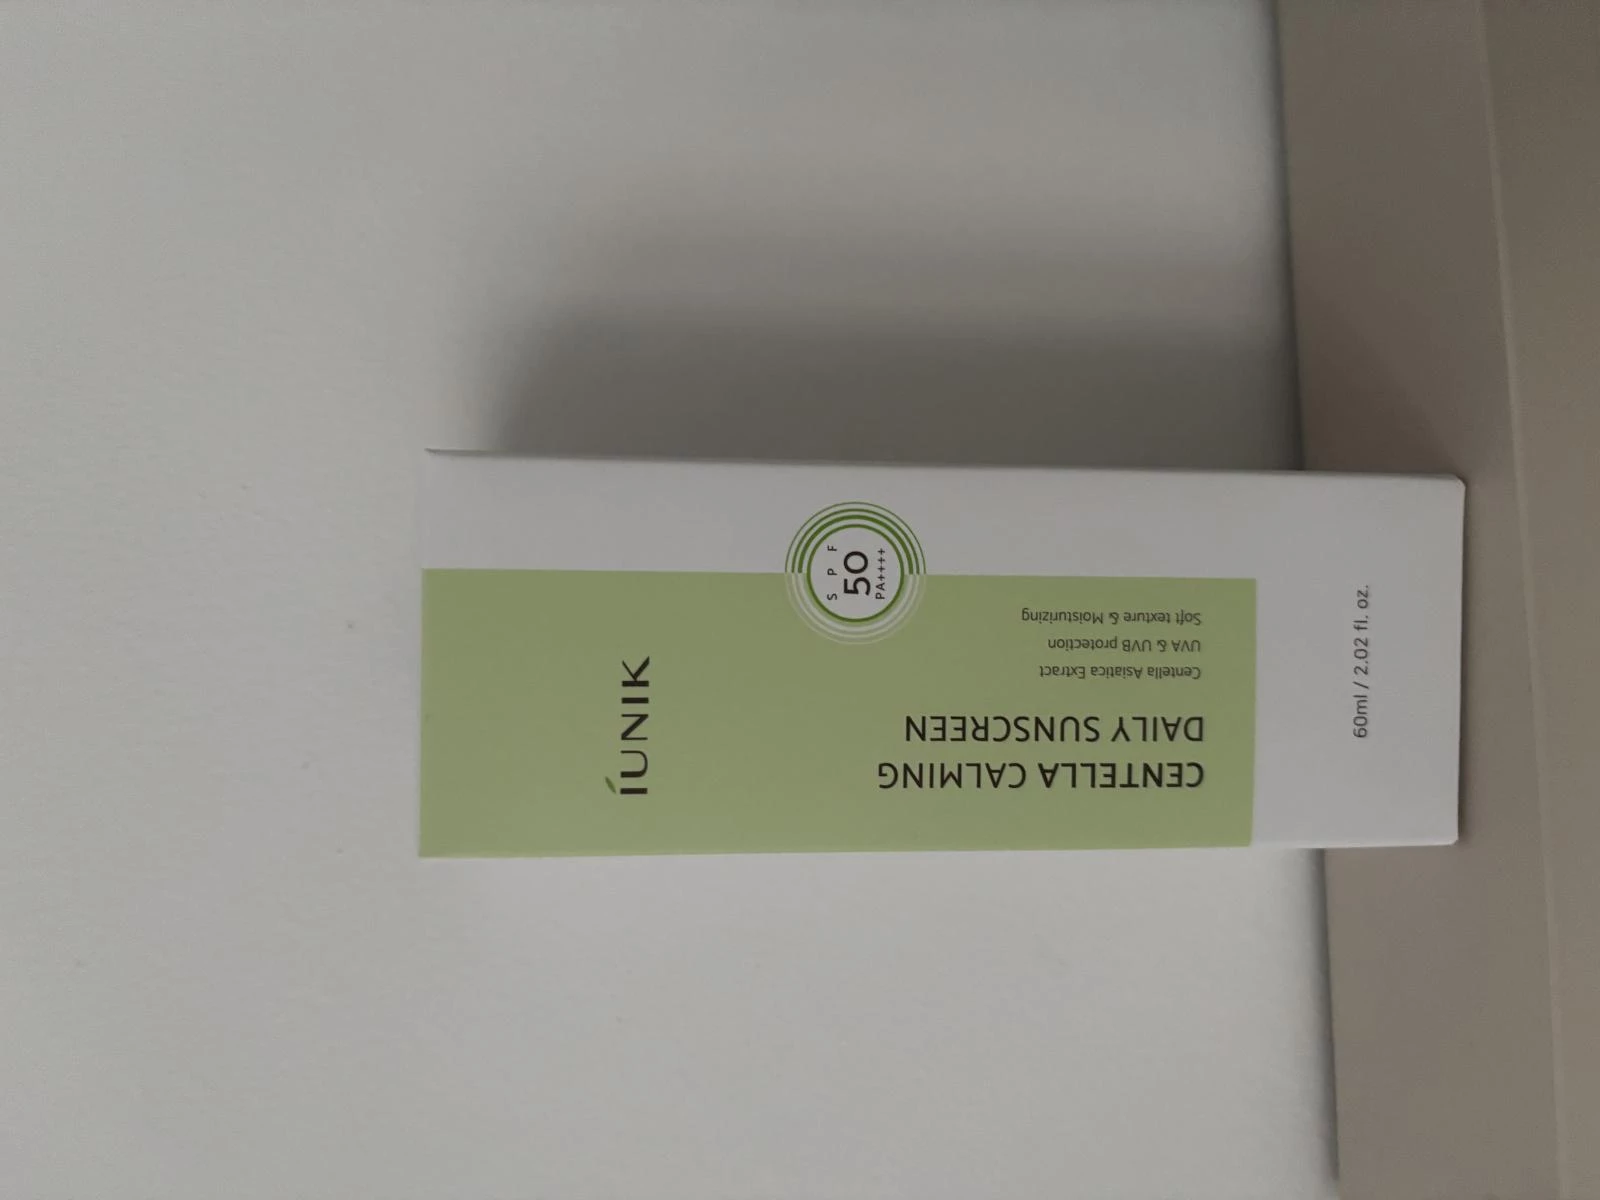 iUNIK
SPF
50
PA++++
CENTELLA CALMING
DAILY SUNSCREEN
Centella Asiatica Extract
UVA & UVB protection
Soft texture & Moisturizing
60ml / 2.02 fl. oz.